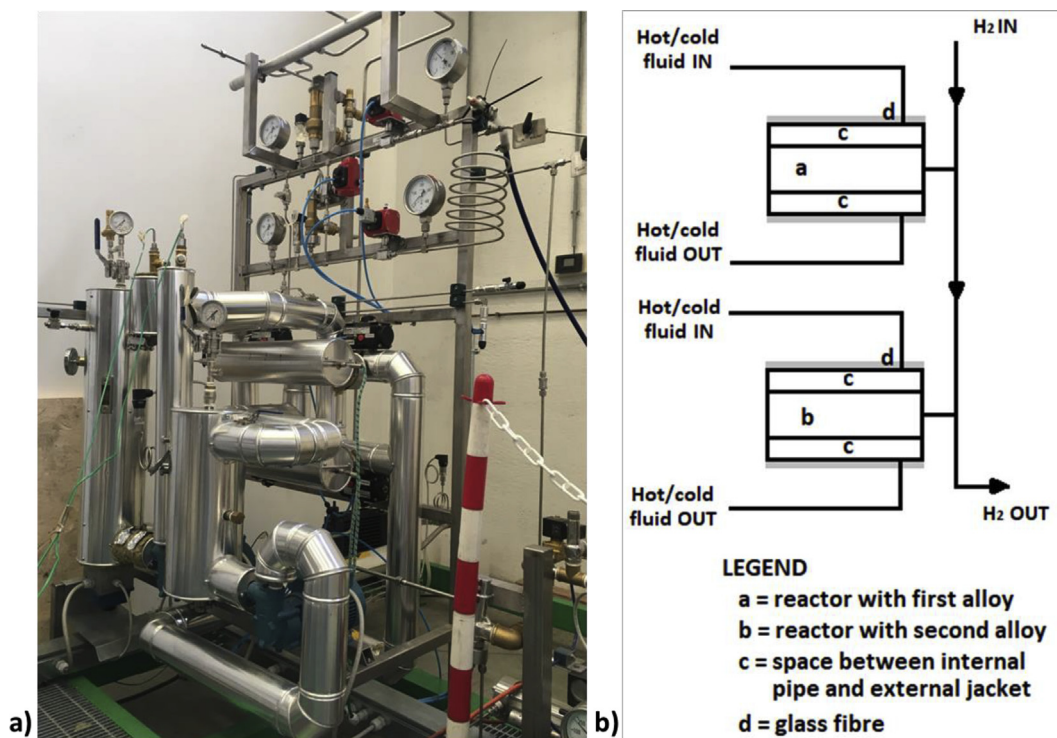 a)
b)
Hot/cold
fluid IN
H2 IN
d
c
a
c
Hot/cold
fluid OUT
Hot/cold
fluid IN
d
c
b
c
Hot/cold
fluid OUT
H2 OUT
LEGEND
a = reactor with first alloy
b = reactor with second alloy
c = space between internal
pipe and external jacket
d = glass fibre